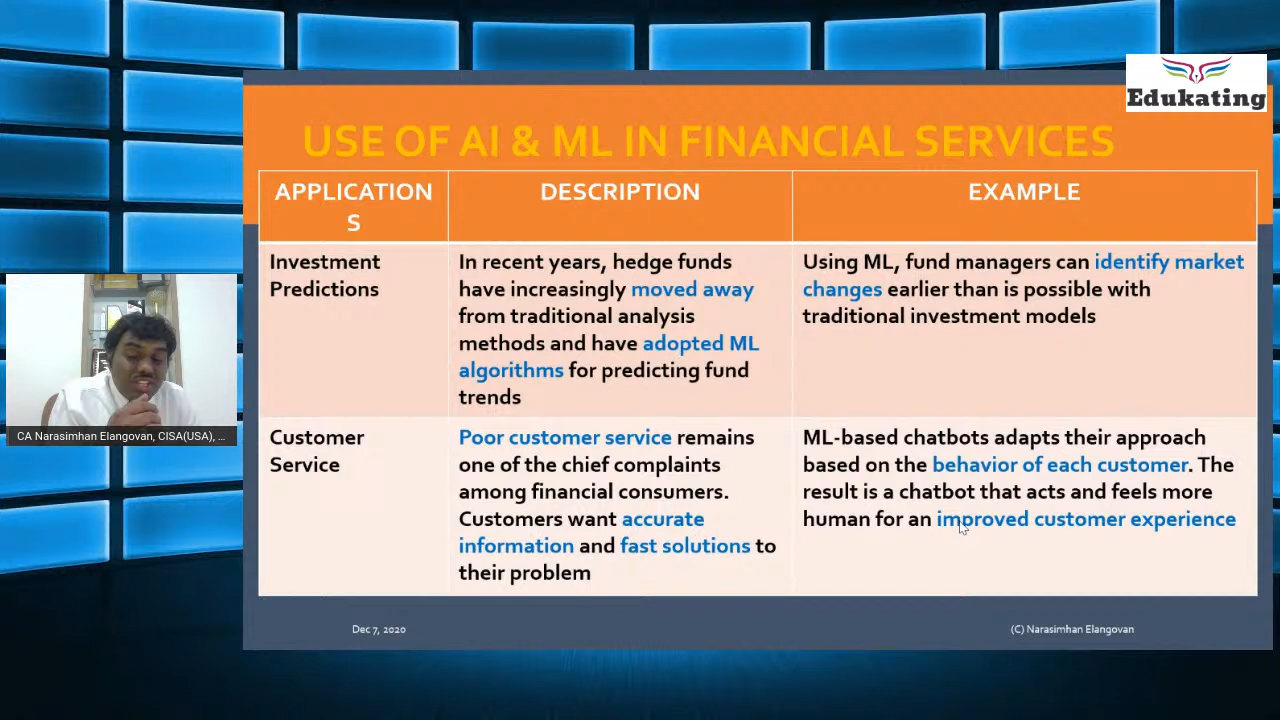 Edukating
USE OF AI & ML IN FINANCIAL SERVICES
APPLICATION
S
DESCRIPTION
EXAMPLE
Investment
Predictions
In recent years, hedge funds
have increasingly moved away
from traditional analysis
methods and have adopted ML
algorithms for predicting fund
trends
Using ML, fund managers can identify market
changes earlier than is possible with
traditional investment models
Customer
Service
Poor customer service remains
one of the chief complaints
among financial consumers.
Customers want accurate
information and fast solutions to
their problem
ML-based chatbots adapts their approach
based on the behavior of each customer. The
result is a chatbot that acts and feels more
human for an improved customer experience
CA Narasimhan Elangovan, CISA(USA), ...
Dec 7, 2020
(C) Narasimhan Elangovan